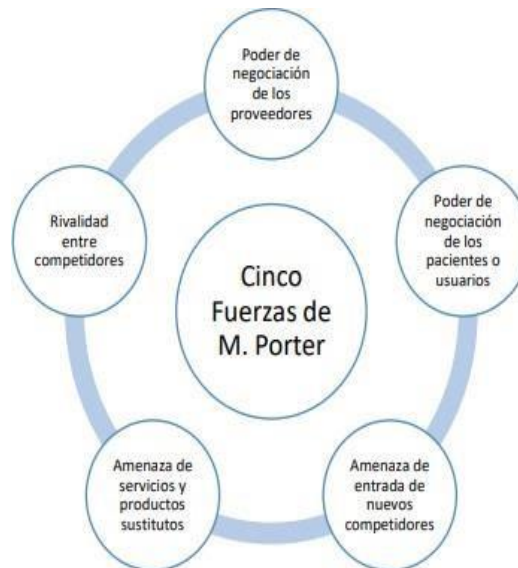 Poder de
negociación
de los
proveedores
Poder de
negociación
de los
pacientes o
usuarios
Amenaza de
entrada de
nuevos
competidores
Amenaza de
servicios y
productos
sustitutos
Rivalidad
entre
competidores
Cinco
Fuerzas de
M. Porter